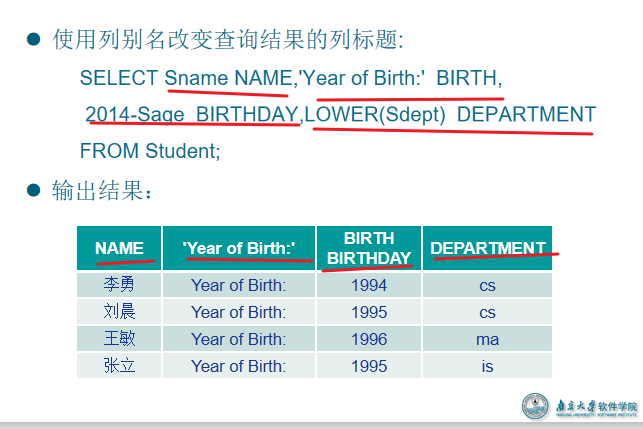 使用列别名改变查询结果的列标题:
SELECT Sname NAME,'Year of Birth:' BIRTH,
2014-Sage BIRTHDAY,LOWER(Sdept) DEPARTMENT
FROM Student;
输出结果：
NAME 'Year of Birth:' BIRTH BIRTHDAY DEPARTMENT
李勇 Year of Birth: 1994 cs
刘晨 Year of Birth: 1995 cs
王敏 Year of Birth: 1996 ma
张立 Year of Birth: 1995 is
南京大学软件学院
NANJING UNIVERSITY · SOFTWARE INSTITUTE